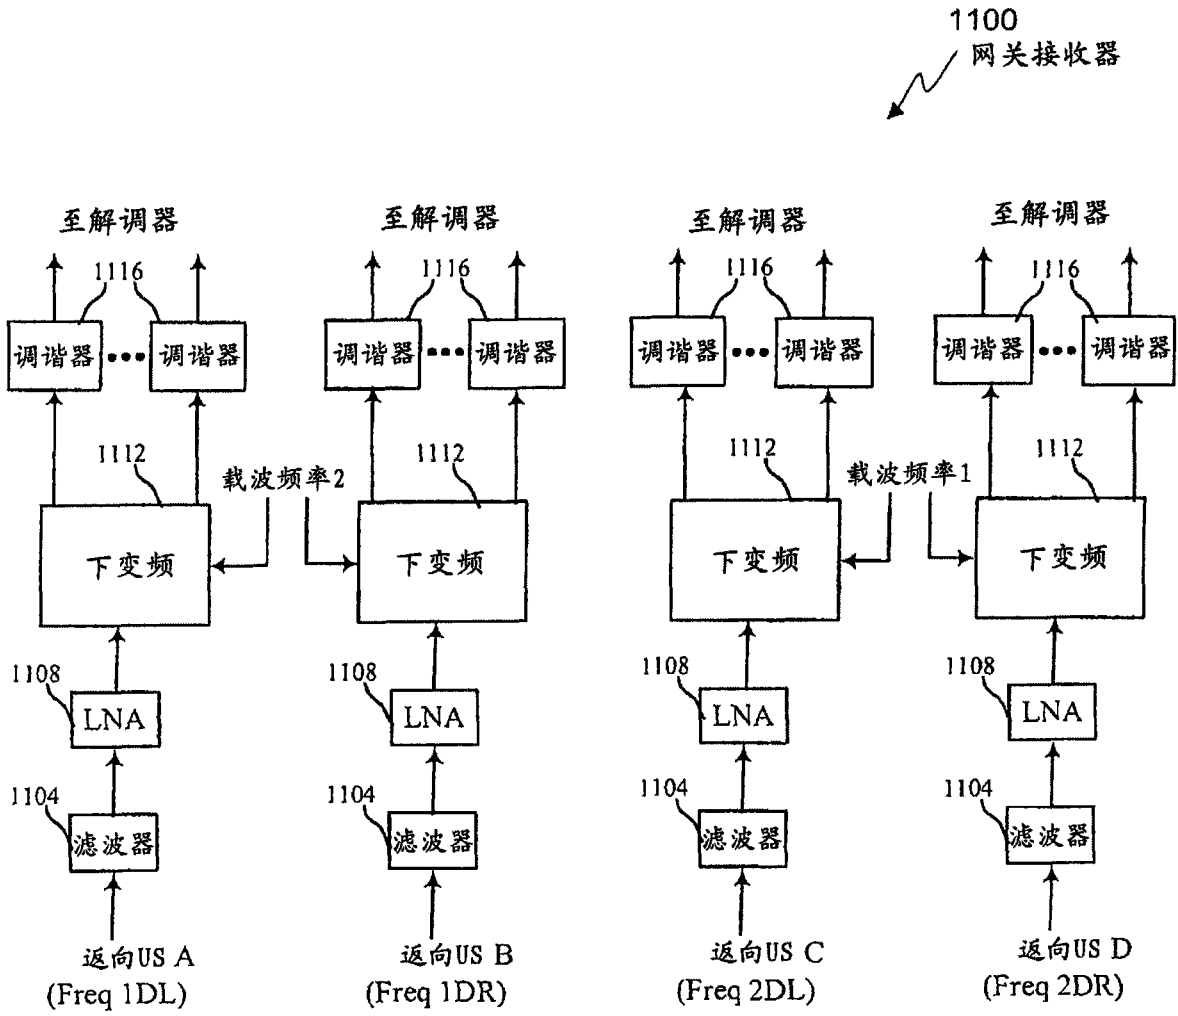 1100
网关接收器
至解调器
至解调器
至解调器
至解调器
1116
1116
1116
1116
调谐器
调谐器
调谐器
调谐器
调谐器
调谐器
调谐器
调谐器
1112
载波频率2
1112
1112
载波频率1
1112
下变频
下变频
下变频
下变频
1108
1108
1108
1108
LNA
LNA
LNA
LNA
1104
1104
1104
1104
滤波器
滤波器
滤波器
滤波器
返向US A
(Freq 1DL)
返向US B
(Freq 1DR)
返向US C
(Freq 2DL)
返向US D
(Freq 2DR)